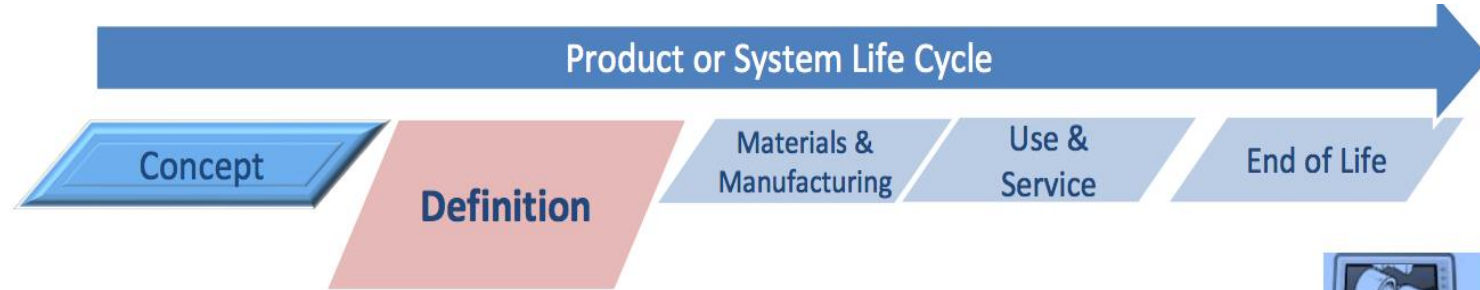 Product or System Life Cycle
Concept
Definition
Materials &
Manufacturing
Use &
Service
End of Life